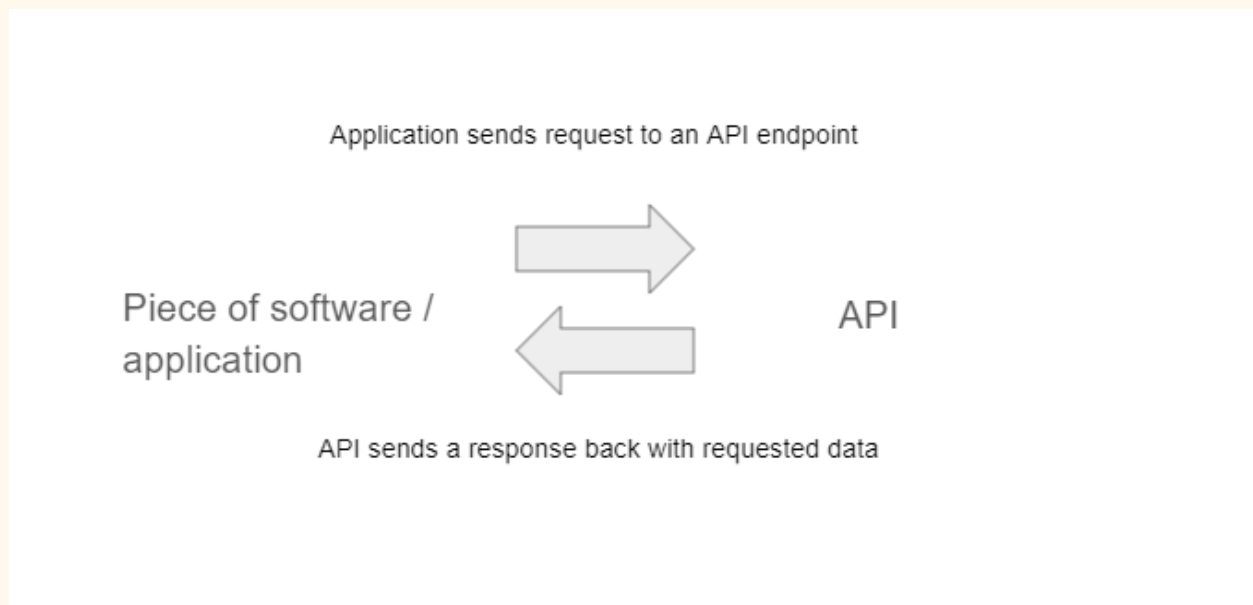 Application sends request to an API endpoint
Piece of software /
application
API
API sends a response back with requested data